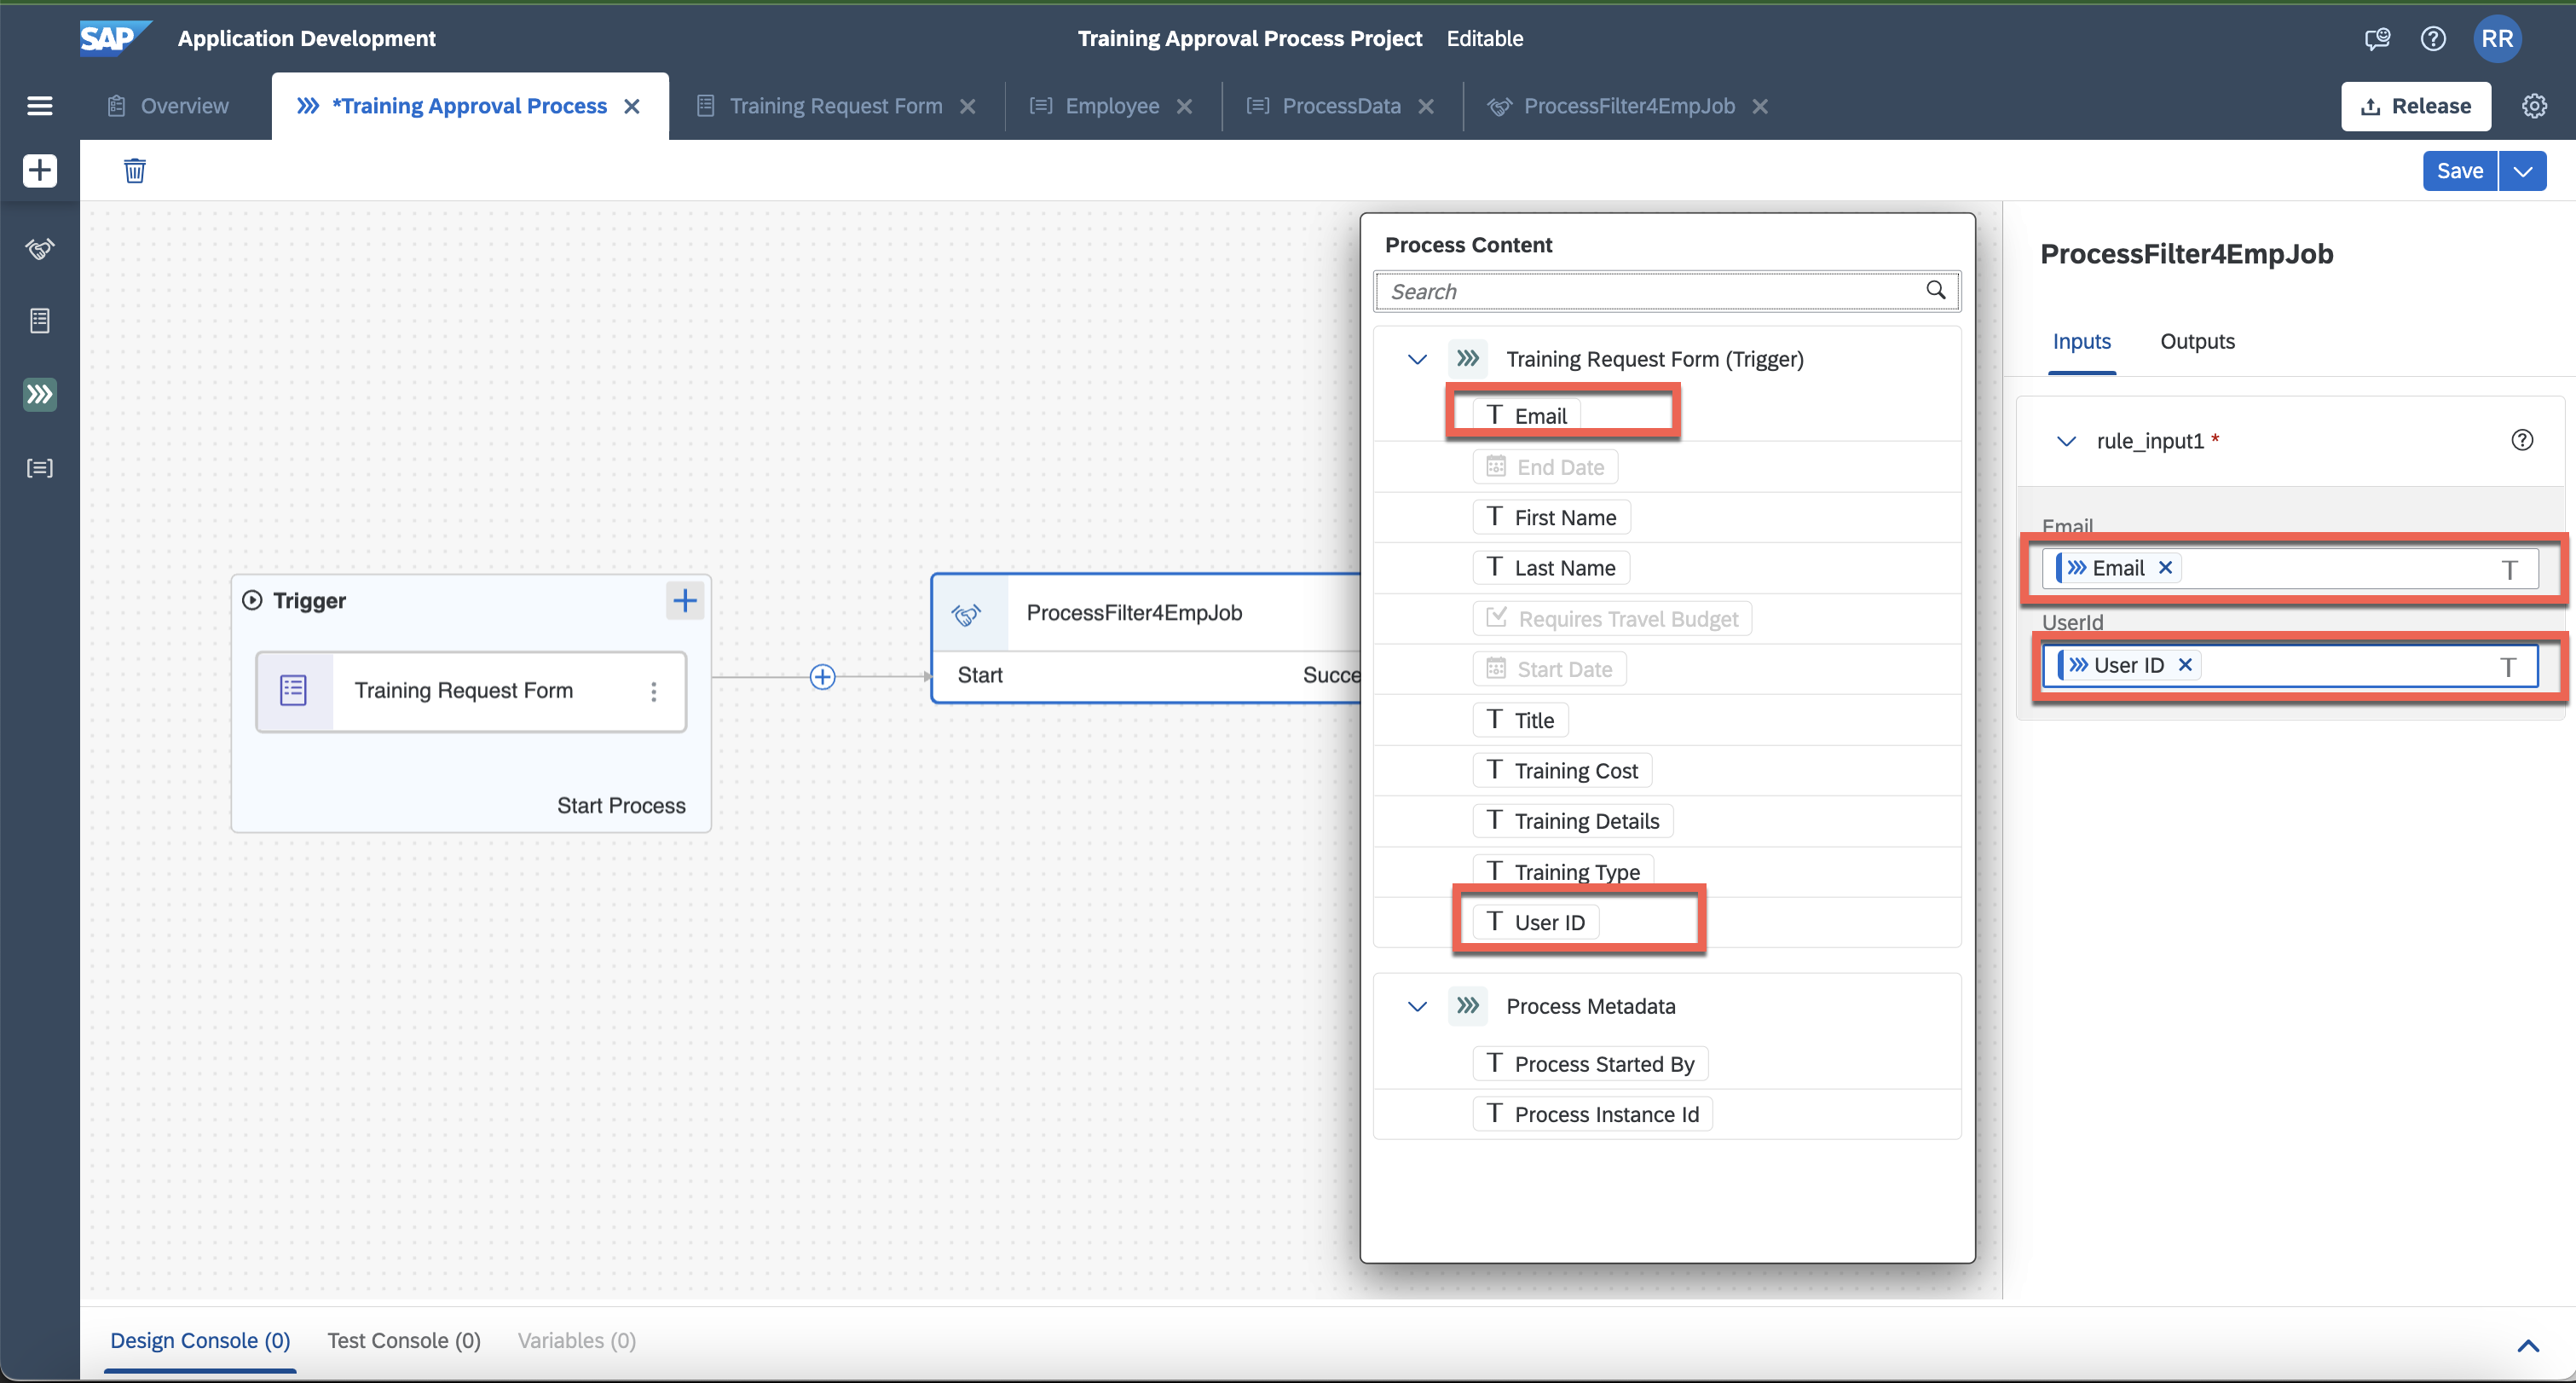 SAP Application Development
Training Approval Process Project Editable
RR
Overview
*Training Approval Process
Training Request Form
Employee
ProcessData
ProcessFilter4EmpJob
Release
Save
Trigger
Training Request Form
Start Process
ProcessFilter4EmpJob
Start
Succe
Process Content
Search
Training Request Form (Trigger)
T Email
End Date
T First Name
T Last Name
Requires Travel Budget
Start Date
T Title
T Training Cost
T Training Details
T Training Type
T User ID
Process Metadata
T Process Started By
T Process Instance Id
ProcessFilter4EmpJob
Inputs Outputs
rule_input1 *
Email
Email T
UserId
User ID T
Design Console (0) Test Console (0) Variables (0)